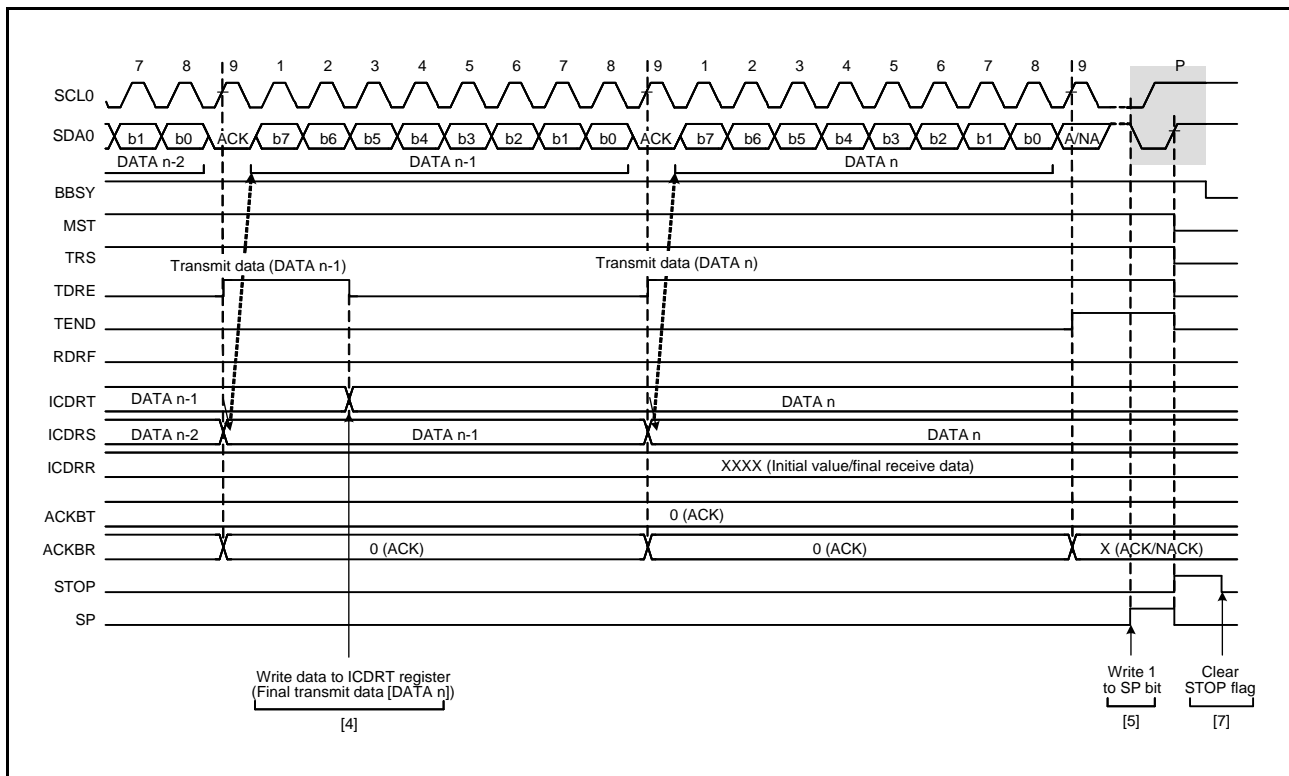 7 8 9 1 2 3 4 5 6 7 8 9 1 2 3 4 5 6 7 8 9 P
SCL0
SDA0 b1 b0 ACK b7 b6 b5 b4 b3 b2 b1 b0 ACK b7 b6 b5 b4 b3 b2 b1 b0 A/NA
DATA n-2 DATA n-1 DATA n
BBSY
MST
TRS
Transmit data (DATA n-1) Transmit data (DATA n)
TDRE
TEND
RDRF
ICDRT DATA n-1 DATA n
ICDRS DATA n-2 DATA n-1 DATA n
ICDRR XXXX (Initial value/final receive data)
ACKBT 0 (ACK)
ACKBR 0 (ACK) 0 (ACK) X (ACK/NACK)
STOP
SP
Write data to ICDRT register
(Final transmit data [DATA n])
[4]
Write 1
to SP bit
[5]
Clear
STOP flag
[7]